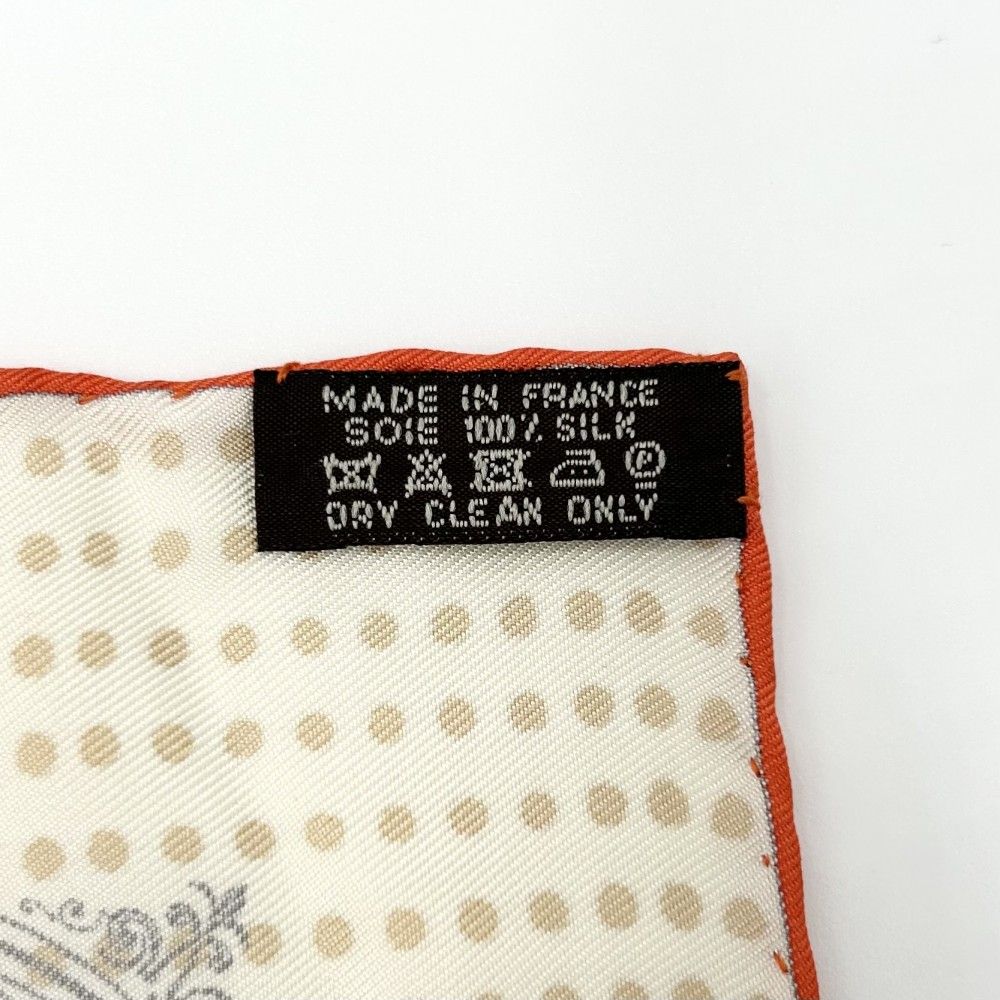 MADE IN FRANCE
SOIE 100% SILK
P
DRY CLEAN ONLY